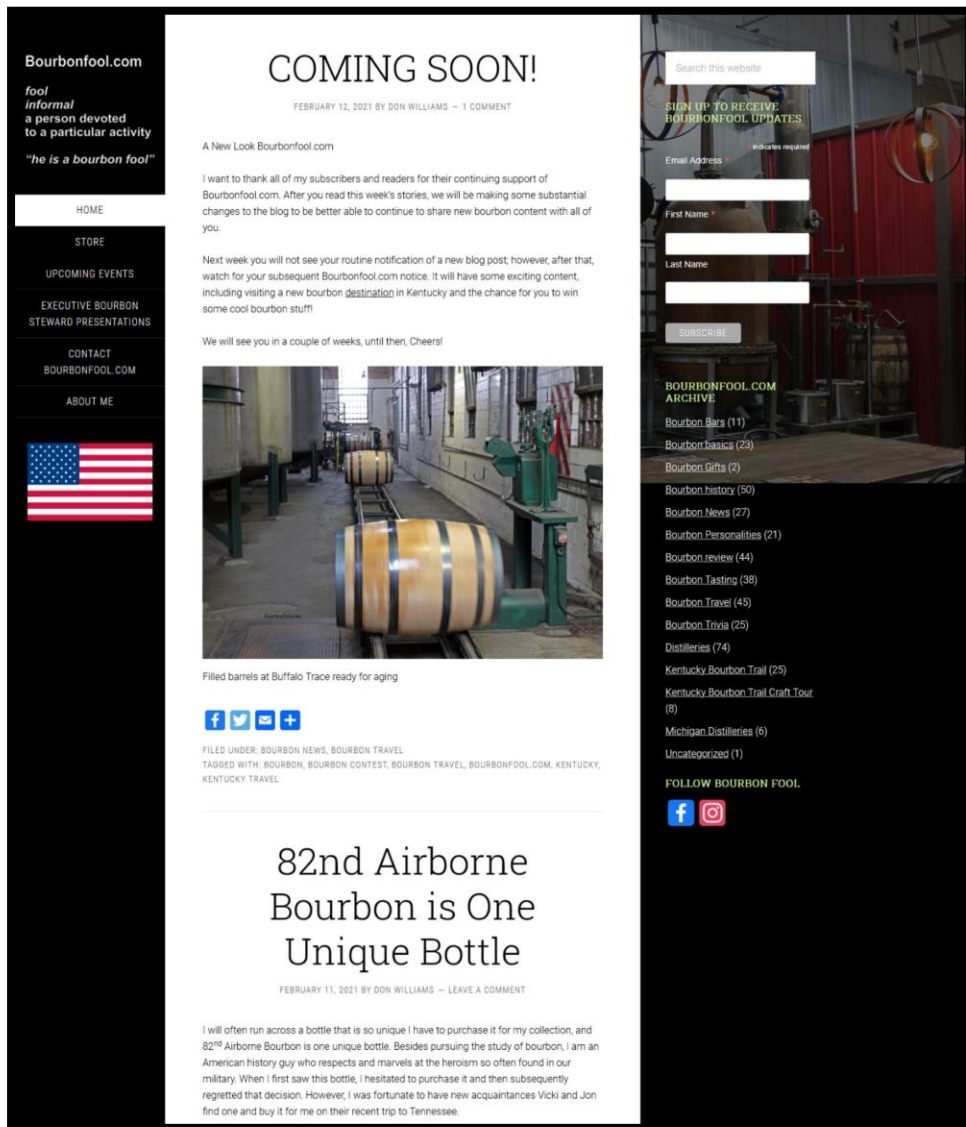 Bourbonfool.com
fool
informal
a person devoted
to a particular activity
“he is a bourbon fool”
HOME
STORE
UPCOMING EVENTS
EXECUTIVE BOURBON
STEWARD PRESENTATIONS
CONTACT
BOURBONFOOL.COM
ABOUT ME
COMING SOON!
FEBRUARY 12, 2021 BY DON WILLIAMS — 1 COMMENT
A New Look Bourbonfool.com
I want to thank all of my subscribers and readers for their continuing support of
Bourbonfool.com. After you read this week's stories, we will be making some substantial
changes to the blog to be better able to continue to share new bourbon content with all of
you.
Next week you will not see your routine notification of a new blog post; however, after that,
watch for your subsequent Bourbonfool.com notice. It will have some exciting content,
including visiting a new bourbon destination in Kentucky and the chance for you to win
some cool bourbon stuff!
We will see you in a couple of weeks, until then, Cheers!
bourbonfool.com
Filled barrels at Buffalo Trace ready for aging
FILED UNDER: BOURBON NEWS, BOURBON TRAVEL
TAGGED WITH: BOURBON, BOURBON CONTEST, BOURBON TRAVEL, BOURBONFOOL.COM, KENTUCKY,
KENTUCKY TRAVEL
82nd Airborne
Bourbon is One
Unique Bottle
FEBRUARY 11, 2021 BY DON WILLIAMS — LEAVE A COMMENT
I will often run across a bottle that is so unique I have to purchase it for my collection, and
82nd Airborne Bourbon is one unique bottle. Besides pursuing the study of bourbon, I am an
American history guy who respects and marvels at the heroism so often found in our
military. When I first saw this bottle, I hesitated to purchase it and then subsequently
regretted that decision. However, I was fortunate to have new acquaintances Vicki and Jon
find one and buy it for me on their recent trip to Tennessee.
Search this website
SIGN UP TO RECEIVE
BOURBONFOOL UPDATES
* indicates required
Email Address *
First Name *
Last Name
SUBSCRIBE
BOURBONFOOL.COM
ARCHIVE
Bourbon Bars (11)
Bourbon basics (23)
Bourbon Gifts (2)
Bourbon history (50)
Bourbon News (27)
Bourbon Personalities (21)
Bourbon review (44)
Bourbon Tasting (38)
Bourbon Travel (45)
Bourbon Trivia (25)
Distilleries (74)
Kentucky Bourbon Trail (25)
Kentucky Bourbon Trail Craft Tour
(8)
Michigan Distilleries (6)
Uncategorized (1)
FOLLOW BOURBON FOOL